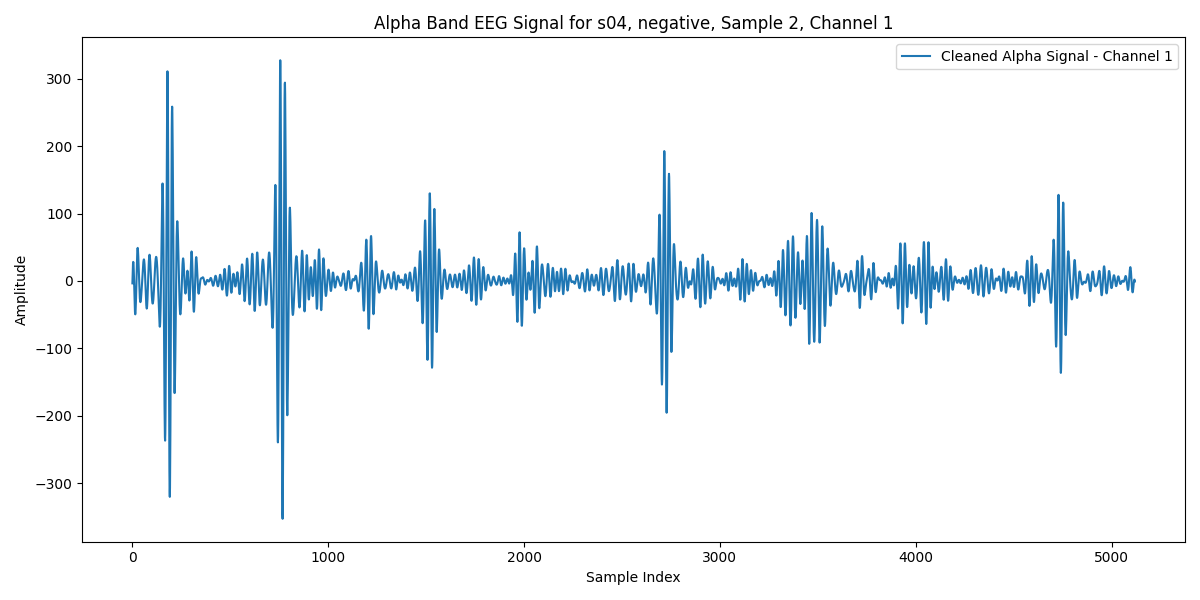 Alpha Band EEG Signal for s04, negative, Sample 2, Channel 1
Cleaned Alpha Signal - Channel 1
Amplitude
300
200
100
0
−100
−200
−300
0 1000 2000 3000 4000 5000
Sample Index